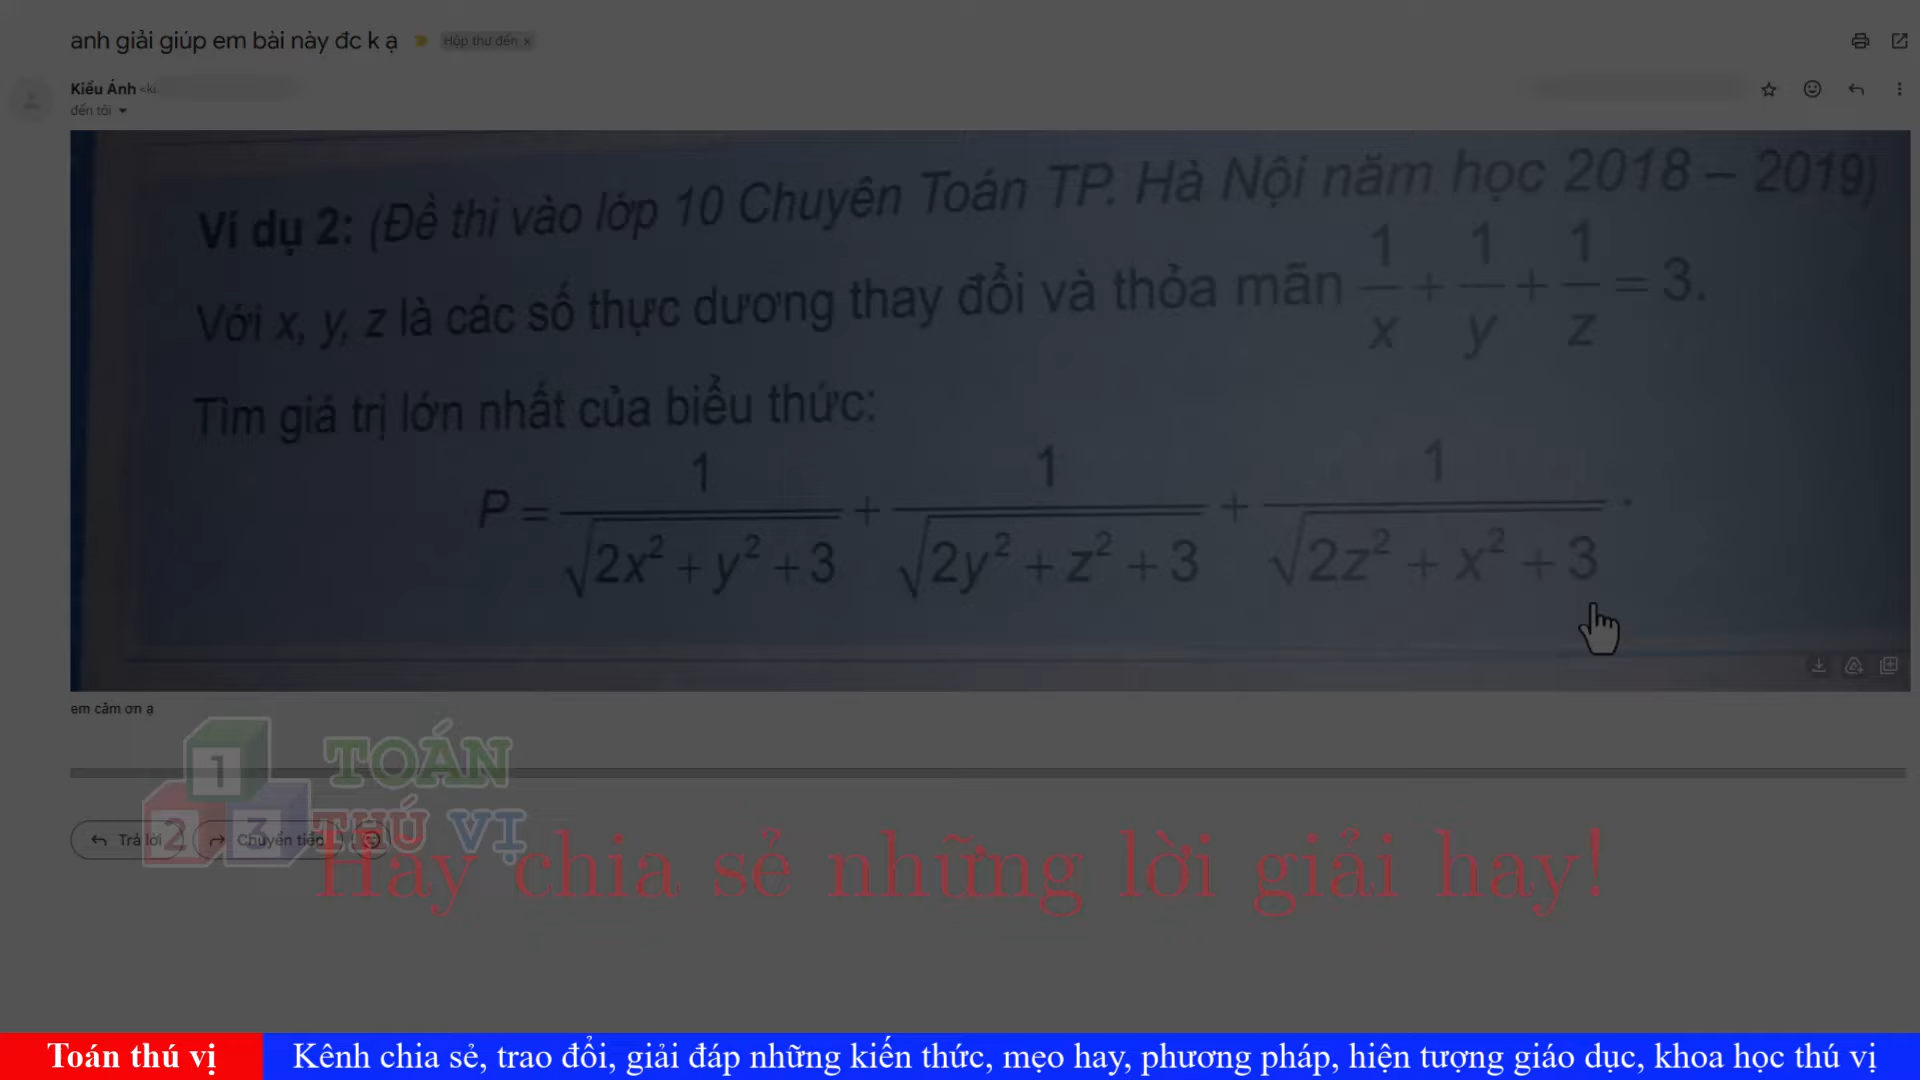 anh giải giúp em bài này đc k ạ
Hộp thư đến x
Kiều Ánh <ki
đến tôi
Ví dụ 2: (Đề thi vào lớp 10 Chuyên Toán TP. Hà Nội năm học 2018 – 2019)
Với x, y, z là các số thực dương thay đổi và thỏa mãn 1/x + 1/y + 1/z = 3.
Tìm giá trị lớn nhất của biểu thức:
P = 1/√(2x² + y² + 3) + 1/√(2y² + z² + 3) + 1/√(2z² + x² + 3).
em cảm ơn ạ
1
2 3
TOÁN
THÚ VỊ
Trả lời
Chuyển tiếp
Hãy chia sẻ những lời giải hay!
Toán thú vị
Kênh chia sẻ, trao đổi, giải đáp những kiến thức, mẹo hay, phương pháp, hiện tượng giáo dục, khoa học thú vị